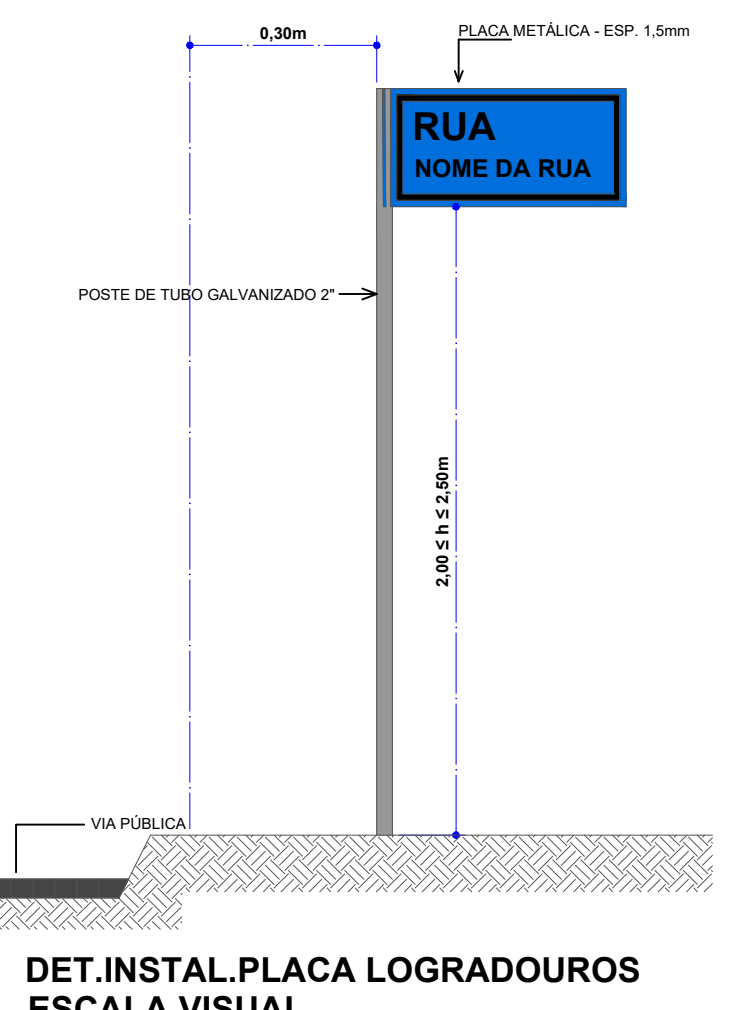 0,30m
PLACA METÁLICA - ESP. 1,5mm
RUA
NOME DA RUA
POSTE DE TUBO GALVANIZADO 2"
2,00 ≤ h ≤ 2,50m
VIA PÚBLICA
DET.INSTAL.PLACA LOGRADOUROS
ESCALA VISUAL